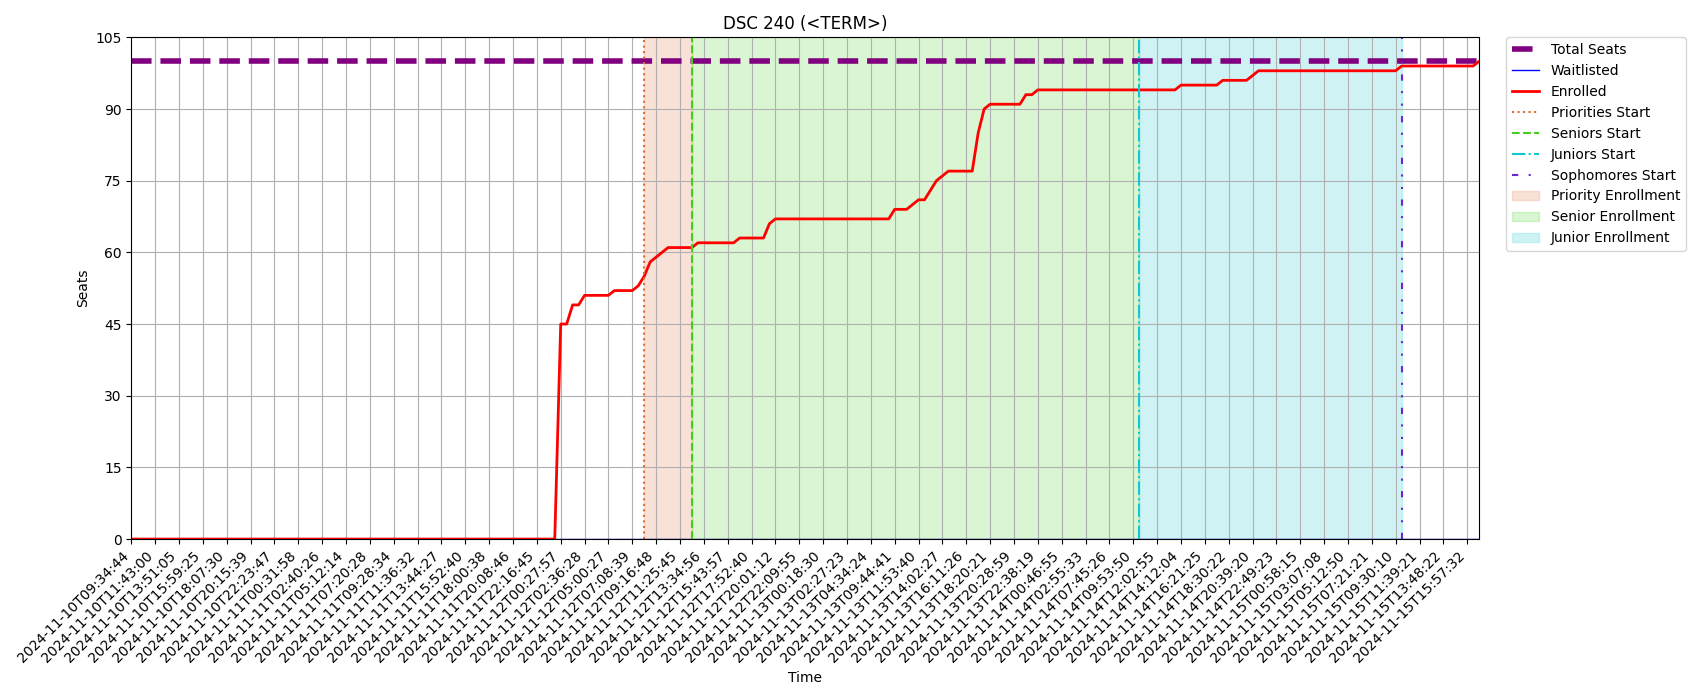 DSC 240 (<TERM>)
105
90
75
60
45
30
15
0
Seats
2024-11-10T09:34:44
2024-11-10T11:43:00
2024-11-10T13:51:05
2024-11-10T15:59:25
2024-11-10T18:07:30
2024-11-10T20:15:39
2024-11-10T22:23:47
2024-11-11T00:31:58
2024-11-11T02:40:26
2024-11-11T05:12:14
2024-11-11T07:20:28
2024-11-11T09:28:34
2024-11-11T11:36:32
2024-11-11T13:44:27
2024-11-11T15:52:40
2024-11-11T18:00:38
2024-11-11T20:08:46
2024-11-11T22:16:45
2024-11-12T00:27:57
2024-11-12T02:36:28
2024-11-12T05:00:27
2024-11-12T07:08:39
2024-11-12T09:16:48
2024-11-12T11:25:45
2024-11-12T13:34:56
2024-11-12T15:43:57
2024-11-12T17:52:40
2024-11-12T20:01:12
2024-11-12T22:09:55
2024-11-13T00:18:30
2024-11-13T02:27:23
2024-11-13T04:34:24
2024-11-13T09:44:41
2024-11-13T11:53:40
2024-11-13T14:02:27
2024-11-13T16:11:26
2024-11-13T18:20:21
2024-11-13T20:28:59
2024-11-13T22:38:19
2024-11-14T00:46:55
2024-11-14T02:55:33
2024-11-14T07:45:26
2024-11-14T09:53:50
2024-11-14T12:02:55
2024-11-14T14:12:04
2024-11-14T16:21:25
2024-11-14T18:30:22
2024-11-14T20:39:20
2024-11-14T22:49:23
2024-11-15T00:58:15
2024-11-15T03:07:08
2024-11-15T05:12:50
2024-11-15T07:21:21
2024-11-15T09:30:10
2024-11-15T11:39:21
2024-11-15T13:48:22
2024-11-15T15:57:32
Time
Total Seats
Waitlisted
Enrolled
Priorities Start
Seniors Start
Juniors Start
Sophomores Start
Priority Enrollment
Senior Enrollment
Junior Enrollment